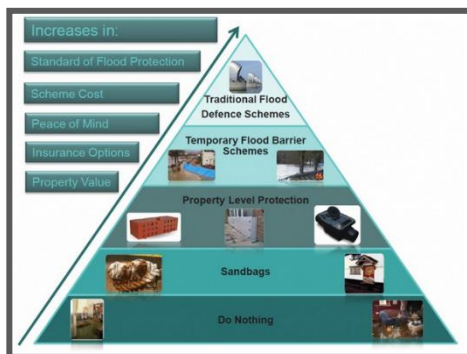 Increases in:
Standard of Flood Protection
Scheme Cost
Peace of Mind
Insurance Options
Property Value
Traditional Flood
Defence Schemes
Temporary Flood Barrier
Schemes
Property Level Protection
Sandbags
Do Nothing